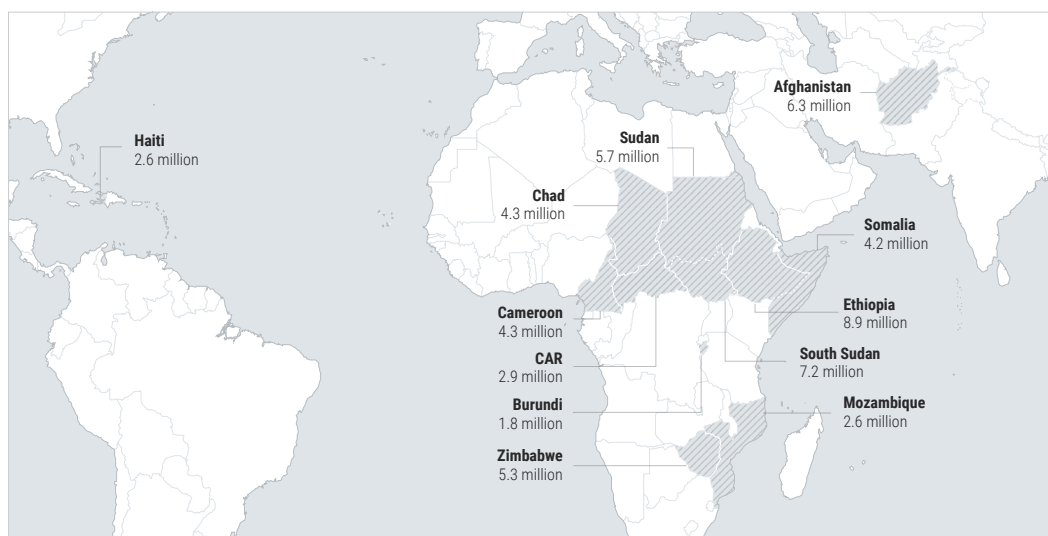 Afghanistan
6.3 million
Haiti
2.6 million
Sudan
5.7 million
Chad
4.3 million
Somalia
4.2 million
Cameroon
4.3 million
Ethiopia
8.9 million
CAR
2.9 million
South Sudan
7.2 million
Burundi
1.8 million
Mozambique
2.6 million
Zimbabwe
5.3 million